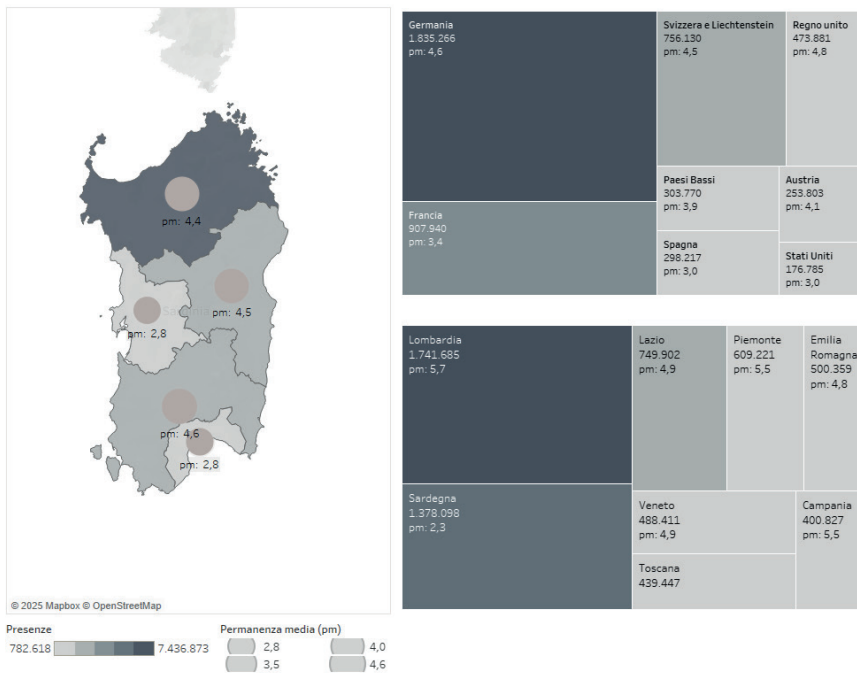 pm: 4,4
pm: 4,5
pm: 2,8
pm: 4,6
pm: 2,8
© 2025 Mapbox © OpenStreetMap
Presenze
782.618
7.436.873
Permanenza media (pm)
2,8
4,0
3,5
4,6
Germania
1.835.266
pm: 4,6
Francia
907.940
pm: 3,4
Svizzera e Liechtenstein
756.130
pm: 4,5
Regno unito
473.881
pm: 4,8
Paesi Bassi
303.770
pm: 3,9
Austria
253.803
pm: 4,1
Spagna
298.217
pm: 3,0
Stati Uniti
176.785
pm: 3,0
Lombardia
1.741.685
pm: 5,7
Sardegna
1.378.098
pm: 2,3
Lazio
749.902
pm: 4,9
Piemonte
609.221
pm: 5,5
Emilia
Romagna
500.359
pm: 4,8
Veneto
488.411
pm: 4,9
Toscana
439.447
Campania
400.827
pm: 5,5